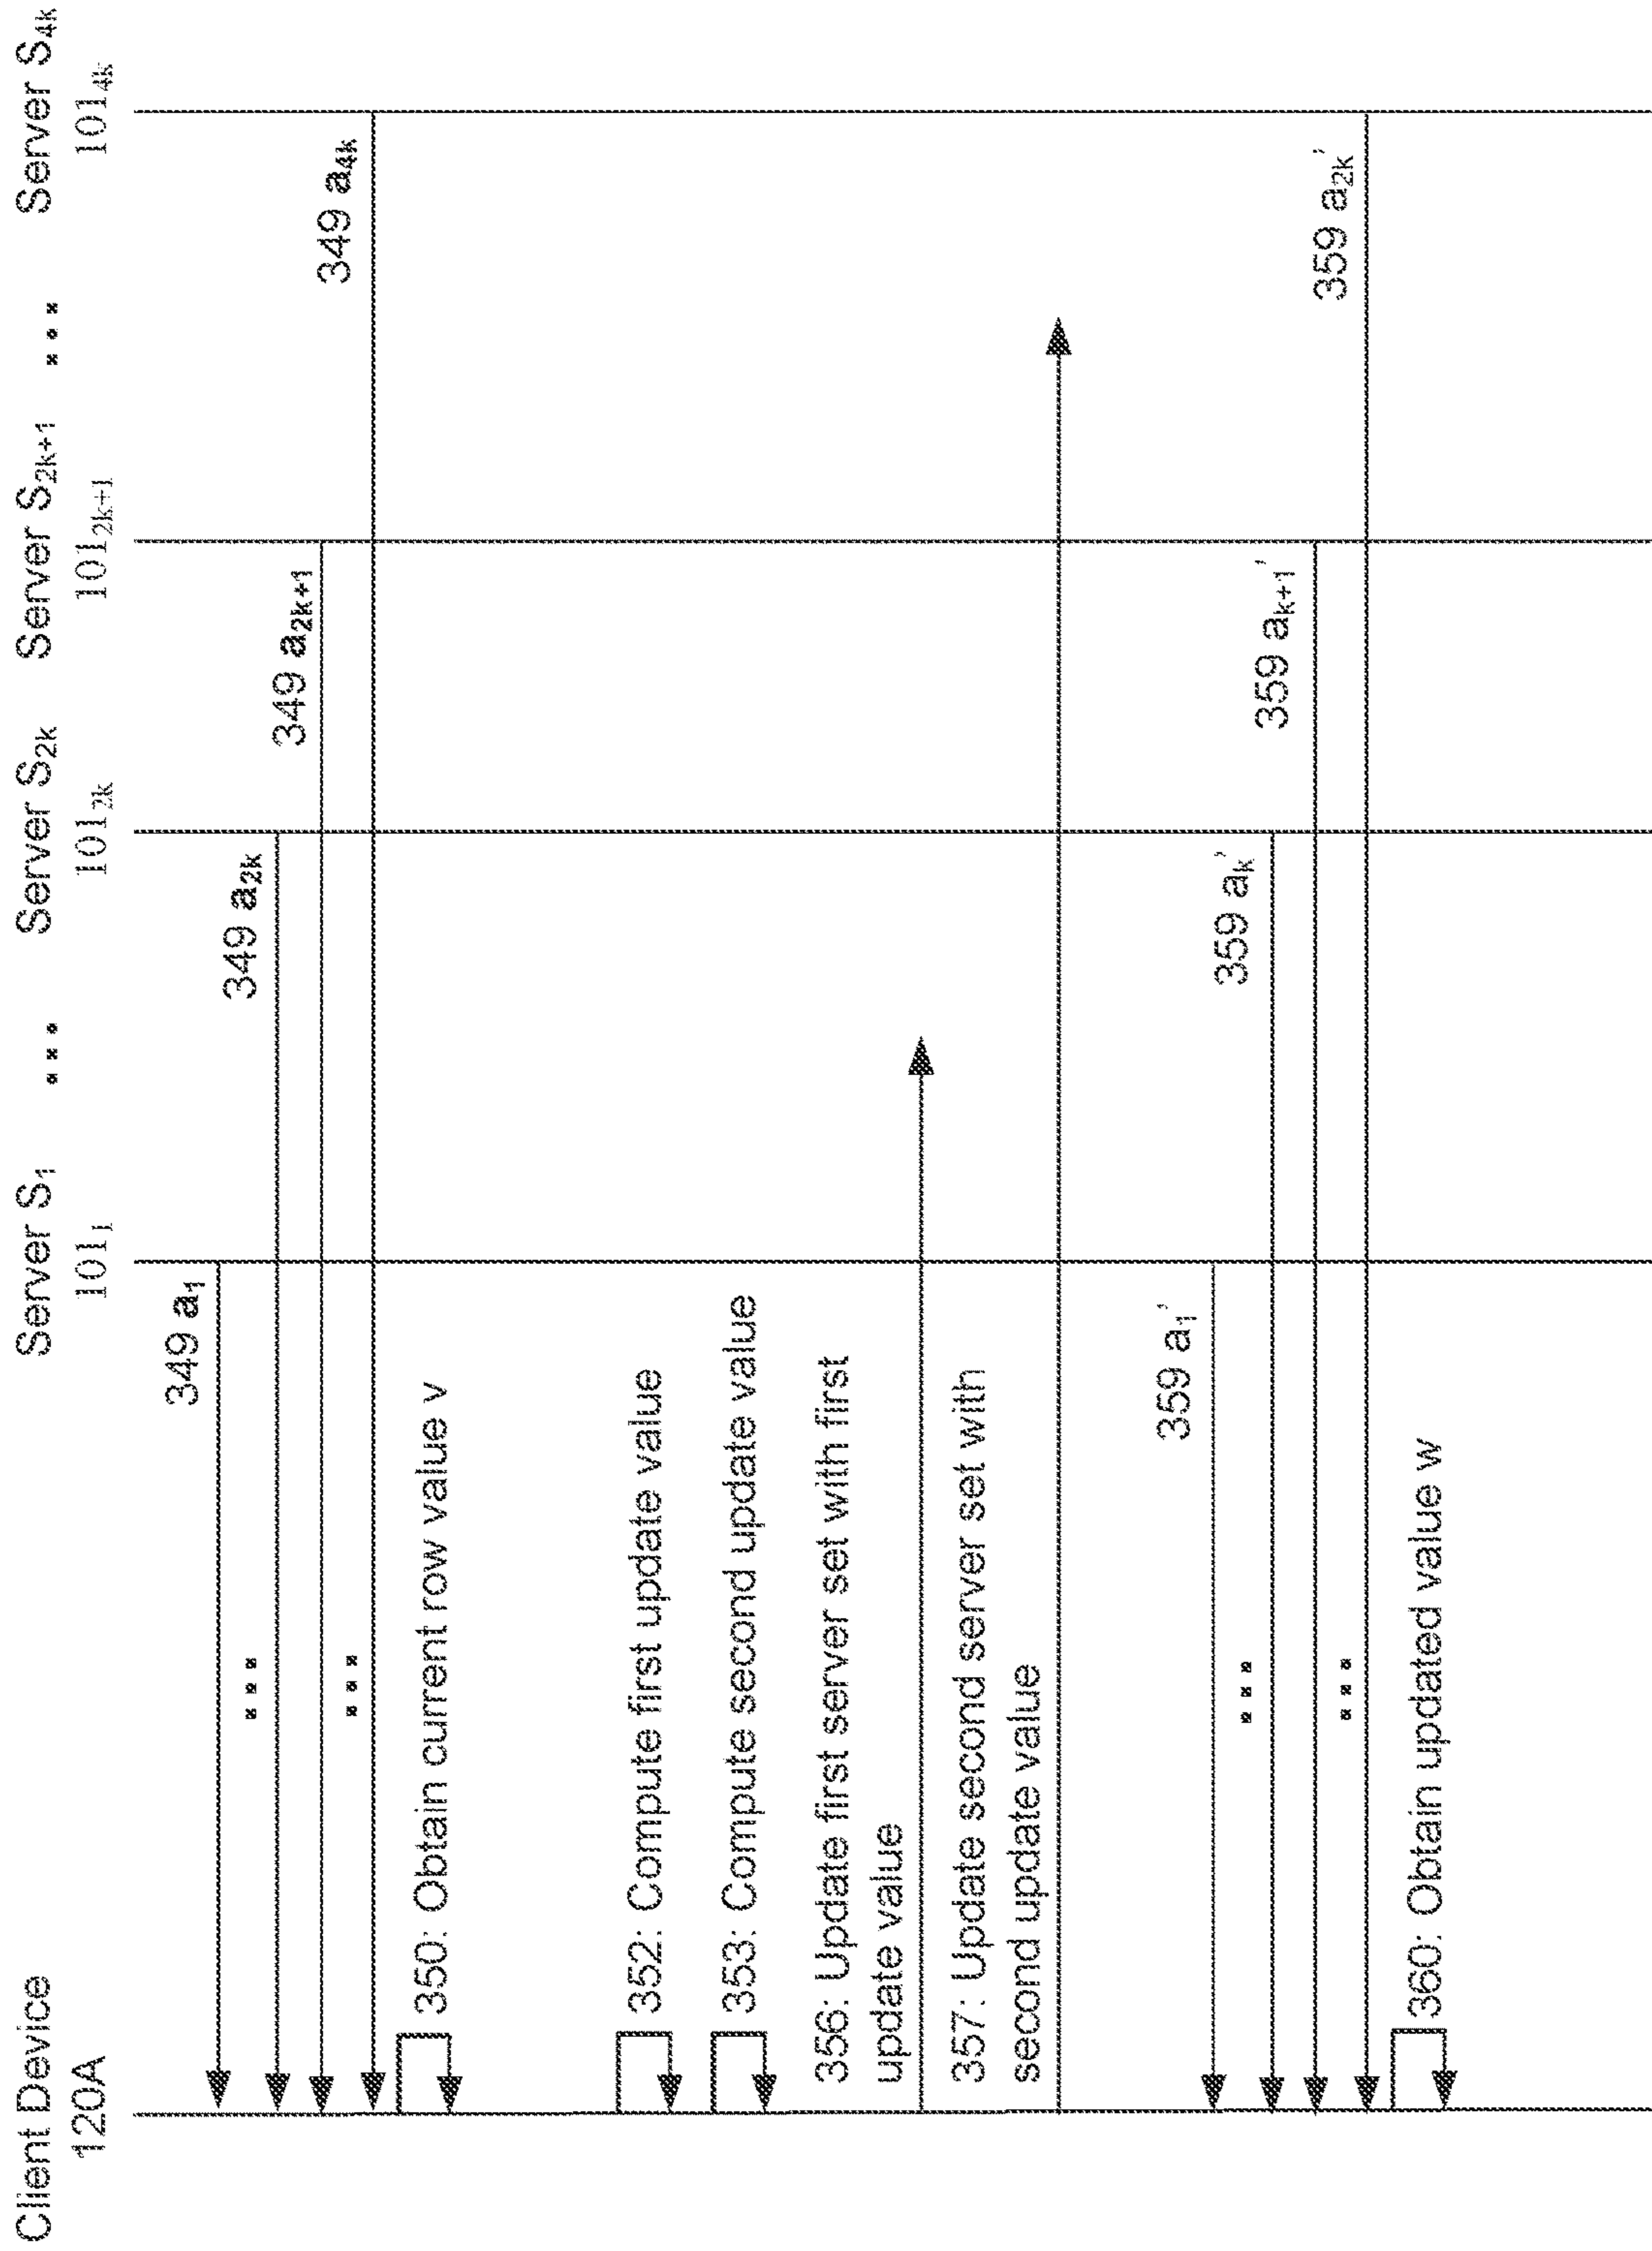 Client Device Server S₁ ... Server S₂ₖ Server S₂ₖ₊₁ ... Server S₄ₖ
120A 101₁ 101₂ₖ 101₂ₖ₊₁ 101₄ₖ
349 a₁
...
349 a₂ₖ
349 a₂ₖ₊₁
...
349 a₄ₖ
350: Obtain current row value v
352: Compute first update value
353: Compute second update value
356: Update first server set with first
update value
357: Update second server set with
second update value
359 a₁'
...
359 aₖ'
359 aₖ₊₁'
...
359 a₂ₖ'
360: Obtain updated value w